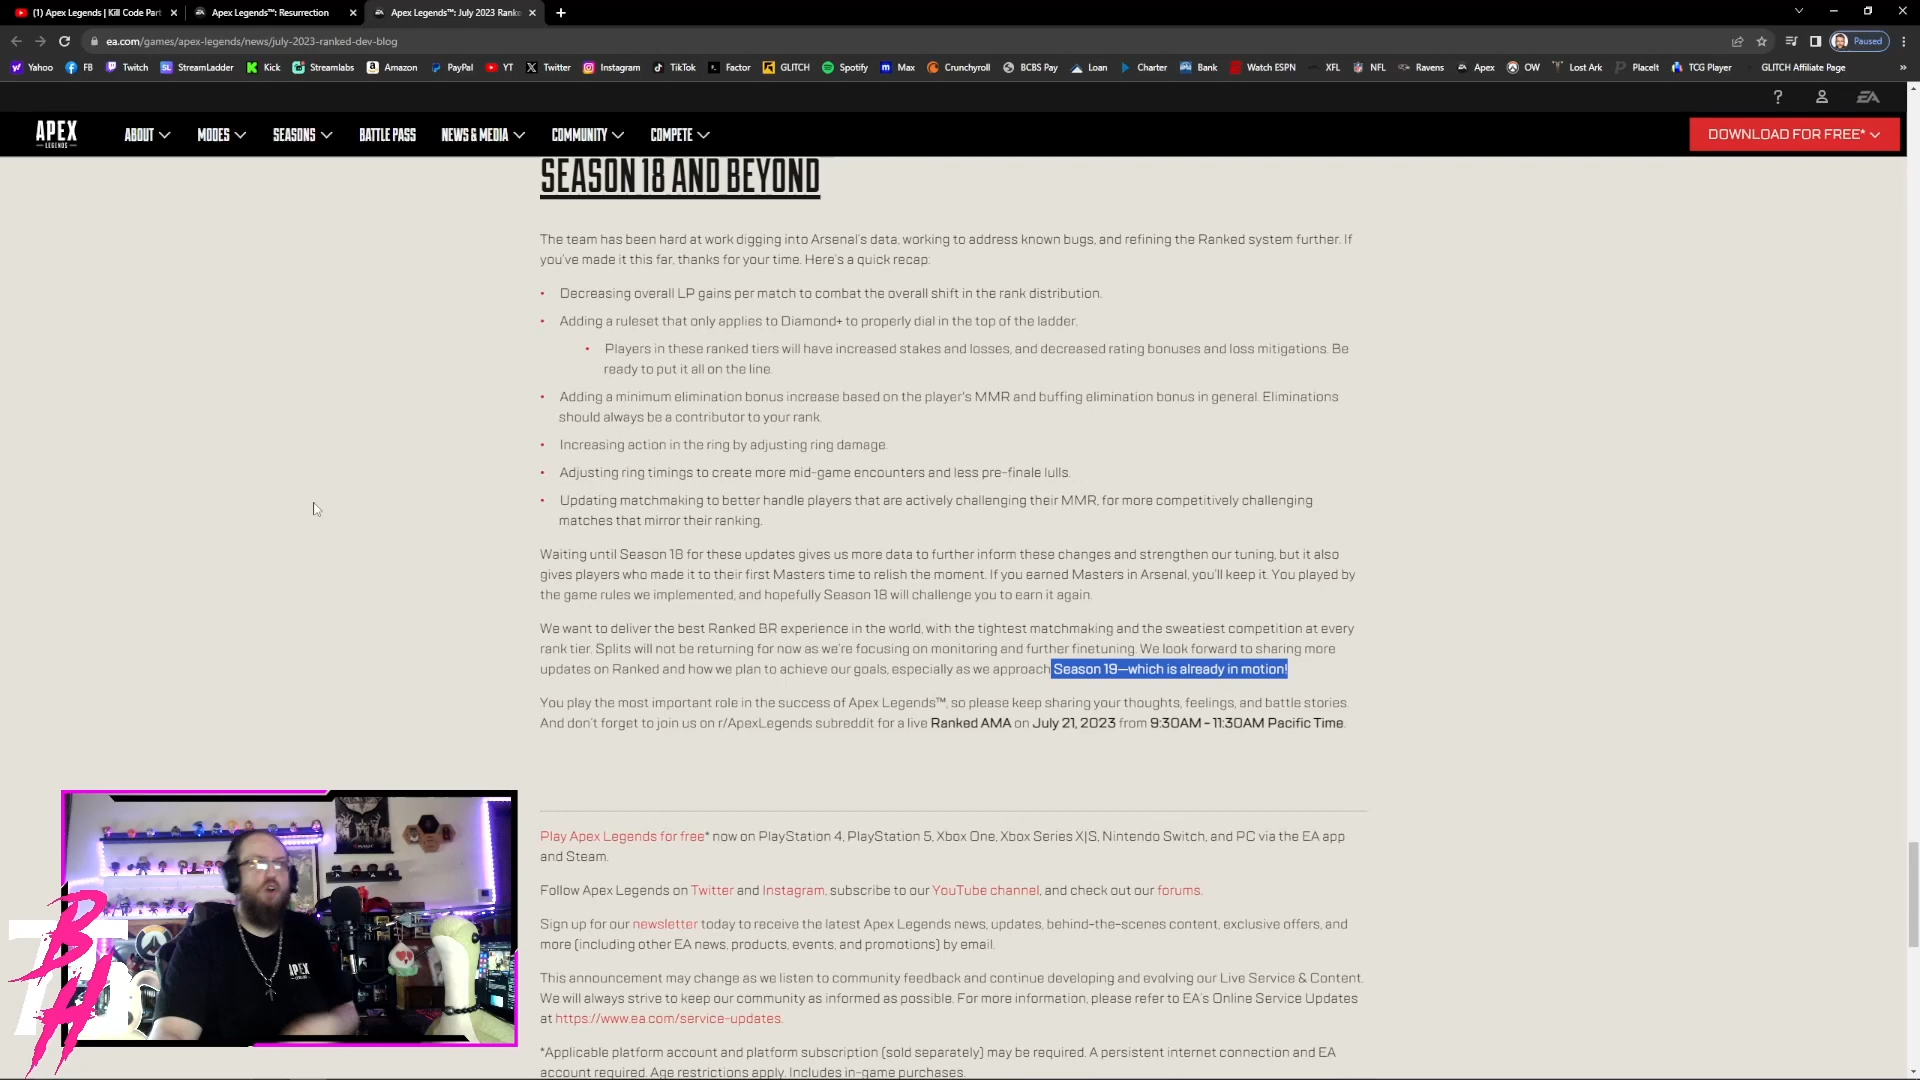 (1) Apex Legends | Kill Code Part
Apex Legends™: Resurrection
Apex Legends™: July 2023 Ranke
ea.com/games/apex-legends/news/july-2023-ranked-dev-blog
Paused
Yahoo FB Twitch StreamLadder Kick Streamlabs Amazon PayPal YT Twitter Instagram TikTok Factor GLITCH Spotify Max Crunchyroll BCBS Pay Loan Charter Bank Watch ESPN XFL NFL Ravens Apex OW Lost Ark PlaceIt TCG Player GLITCH Affiliate Page »
? EA
APEX
LEGENDS
ABOUT MODES SEASONS BATTLE PASS NEWS & MEDIA COMMUNITY COMPETE
DOWNLOAD FOR FREE*
SEASON 18 AND BEYOND
The team has been hard at work digging into Arsenal's data, working to address known bugs, and refining the Ranked system further. If
you've made it this far, thanks for your time. Here's a quick recap:
• Decreasing overall LP gains per match to combat the overall shift in the rank distribution.
• Adding a ruleset that only applies to Diamond+ to properly dial in the top of the ladder.
• Players in these ranked tiers will have increased stakes and losses, and decreased rating bonuses and loss mitigations. Be
ready to put it all on the line.
• Adding a minimum elimination bonus increase based on the player's MMR and buffing elimination bonus in general. Eliminations
should always be a contributor to your rank.
• Increasing action in the ring by adjusting ring damage.
• Adjusting ring timings to create more mid-game encounters and less pre-finale lulls.
• Updating matchmaking to better handle players that are actively challenging their MMR, for more competitively challenging
matches that mirror their ranking.
Waiting until Season 18 for these updates gives us more data to further inform these changes and strengthen our tuning, but it also
gives players who made it to their first Masters time to relish the moment. If you earned Masters in Arsenal, you'll keep it. You played by
the game rules we implemented, and hopefully Season 18 will challenge you to earn it again.
We want to deliver the best Ranked BR experience in the world, with the tightest matchmaking and the sweatiest competition at every
rank tier. Splits will not be returning for now as we're focusing on monitoring and further finetuning. We look forward to sharing more
updates on Ranked and how we plan to achieve our goals, especially as we approach Season 19—which is already in motion!
You play the most important role in the success of Apex Legends™, so please keep sharing your thoughts, feelings, and battle stories.
And don't forget to join us on r/ApexLegends subreddit for a live Ranked AMA on July 21, 2023 from 9:30AM - 11:30AM Pacific Time.
Play Apex Legends for free* now on PlayStation 4, PlayStation 5, Xbox One, Xbox Series X|S, Nintendo Switch, and PC via the EA app
and Steam.
Follow Apex Legends on Twitter and Instagram, subscribe to our YouTube channel, and check out our forums.
Sign up for our newsletter today to receive the latest Apex Legends news, updates, behind-the-scenes content, exclusive offers, and
more (including other EA news, products, events, and promotions) by email.
This announcement may change as we listen to community feedback and continue developing and evolving our Live Service & Content.
We will always strive to keep our community as informed as possible. For more information, please refer to EA's Online Service Updates
at https://www.ea.com/service-updates.
*Applicable platform account and platform subscription (sold separately) may be required. A persistent internet connection and EA
account required. Age restrictions apply. Includes in-game purchases.
APEX